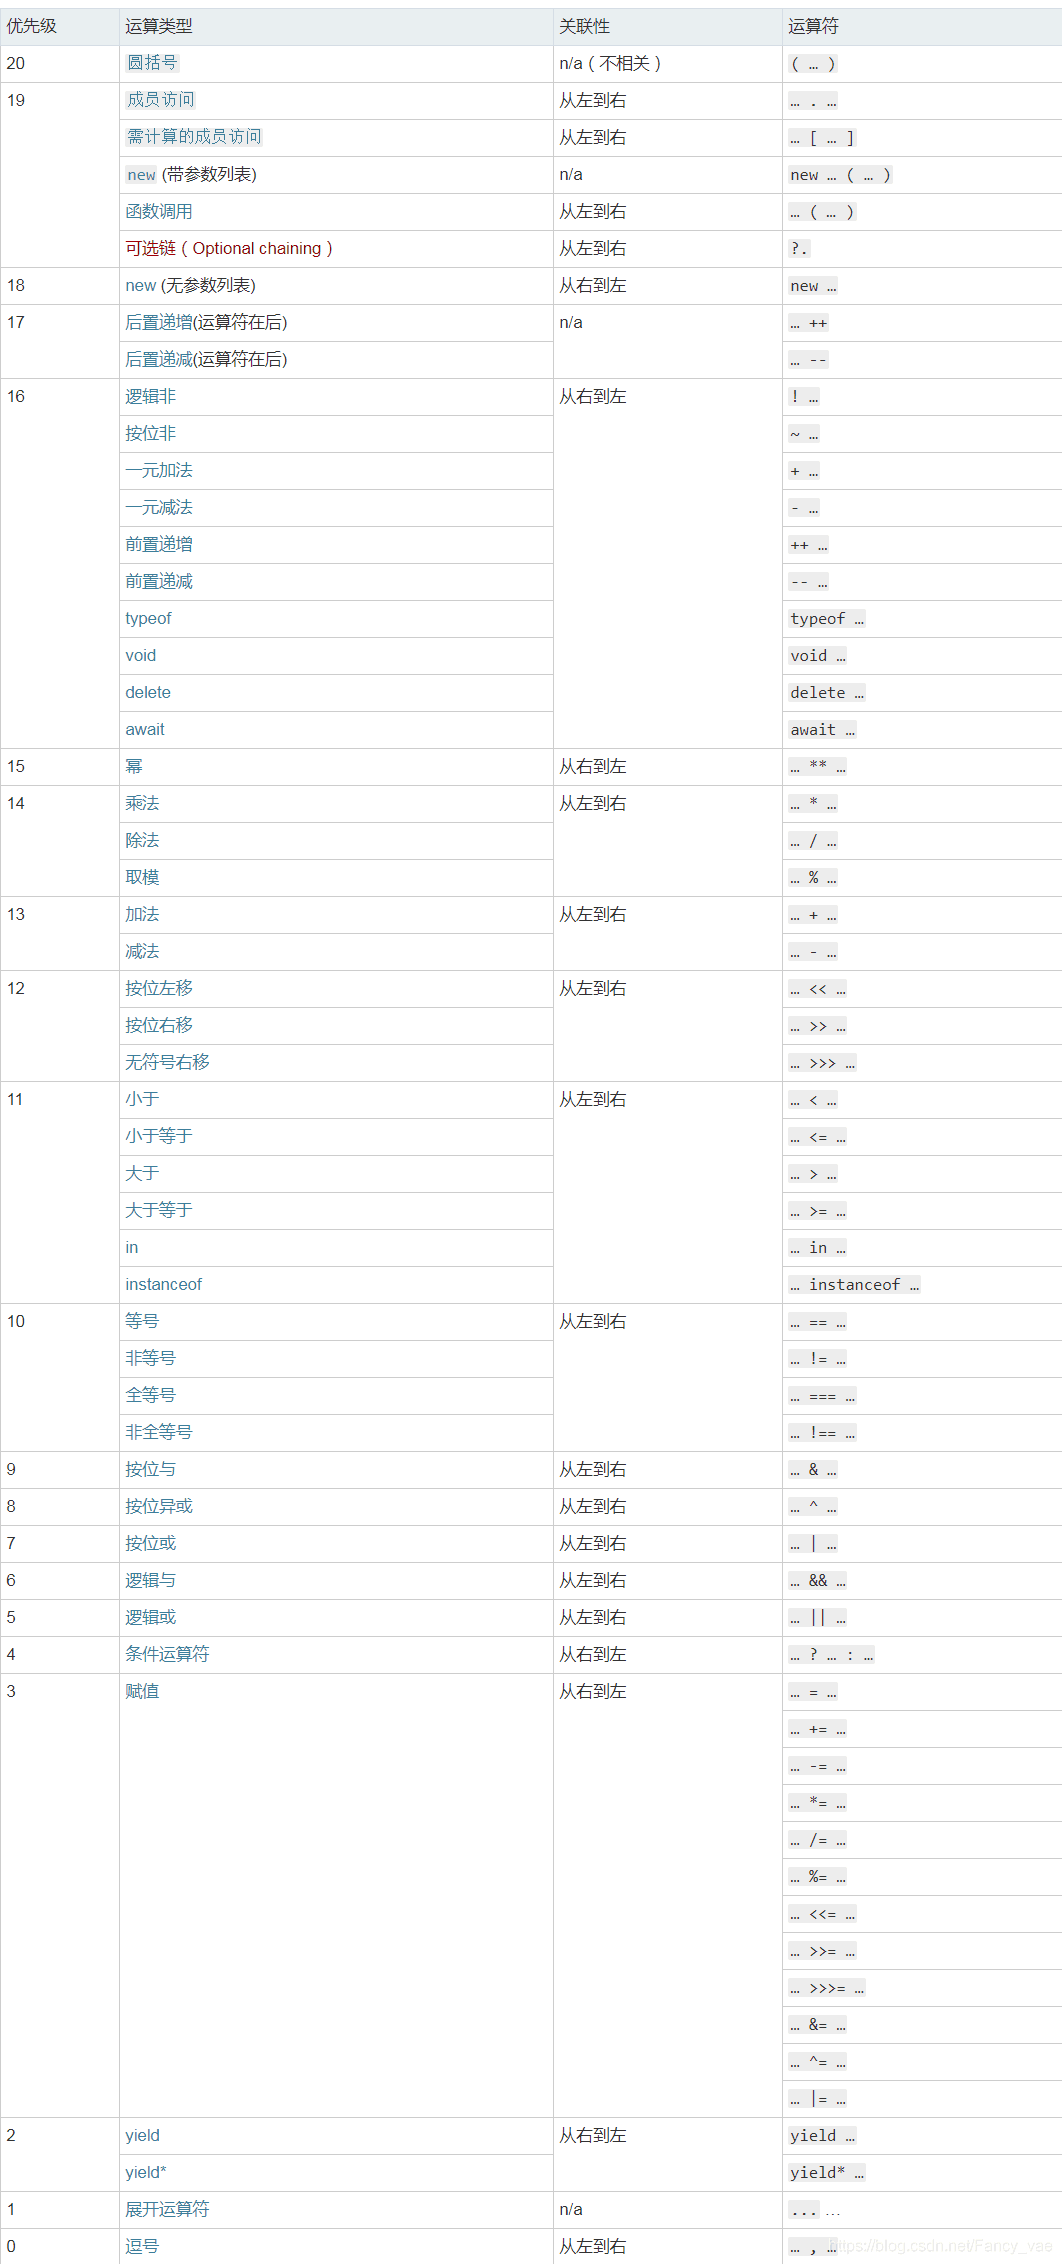 优先级 运算类型 关联性 运算符
20 圆括号 n/a（不相关） ( … )
19 成员访问 从左到右 … . …
需计算的成员访问 从左到右 … [ … ]
new (带参数列表) n/a new … ( … )
函数调用 从左到右 … ( … )
可选链（Optional chaining） 从左到右 ?.
18 new (无参数列表) 从右到左 new …
17 后置递增(运算符在后) n/a … ++
后置递减(运算符在后) … --
16 逻辑非 从右到左 ! …
按位非 ~ …
一元加法 + …
一元减法 - …
前置递增 ++ …
前置递减 -- …
typeof typeof …
void void …
delete delete …
await await …
15 幂 从右到左 … ** …
14 乘法 从左到右 … * …
除法 … / …
取模 … % …
13 加法 从左到右 … + …
减法 … - …
12 按位左移 从左到右 … << …
按位右移 … >> …
无符号右移 … >>> …
11 小于 从左到右 … < …
小于等于 … <= …
大于 … > …
大于等于 … >= …
in … in …
instanceof … instanceof …
10 等号 从左到右 … == …
非等号 … != …
全等号 … === …
非全等号 … !== …
9 按位与 从左到右 … & …
8 按位异或 从左到右 … ^ …
7 按位或 从左到右 … | …
6 逻辑与 从左到右 … && …
5 逻辑或 从左到右 … || …
4 条件运算符 从右到左 … ? … : …
3 赋值 从右到左 … = …
… += …
… -= …
… *= …
… /= …
… %= …
… <<= …
… >>= …
… >>>= …
… &= …
… ^= …
… |= …
2 yield 从右到左 yield …
yield* yield* …
1 展开运算符 n/a ... …
0 逗号 从左到右 … , …
https://blog.csdn.net/Fancy_vae